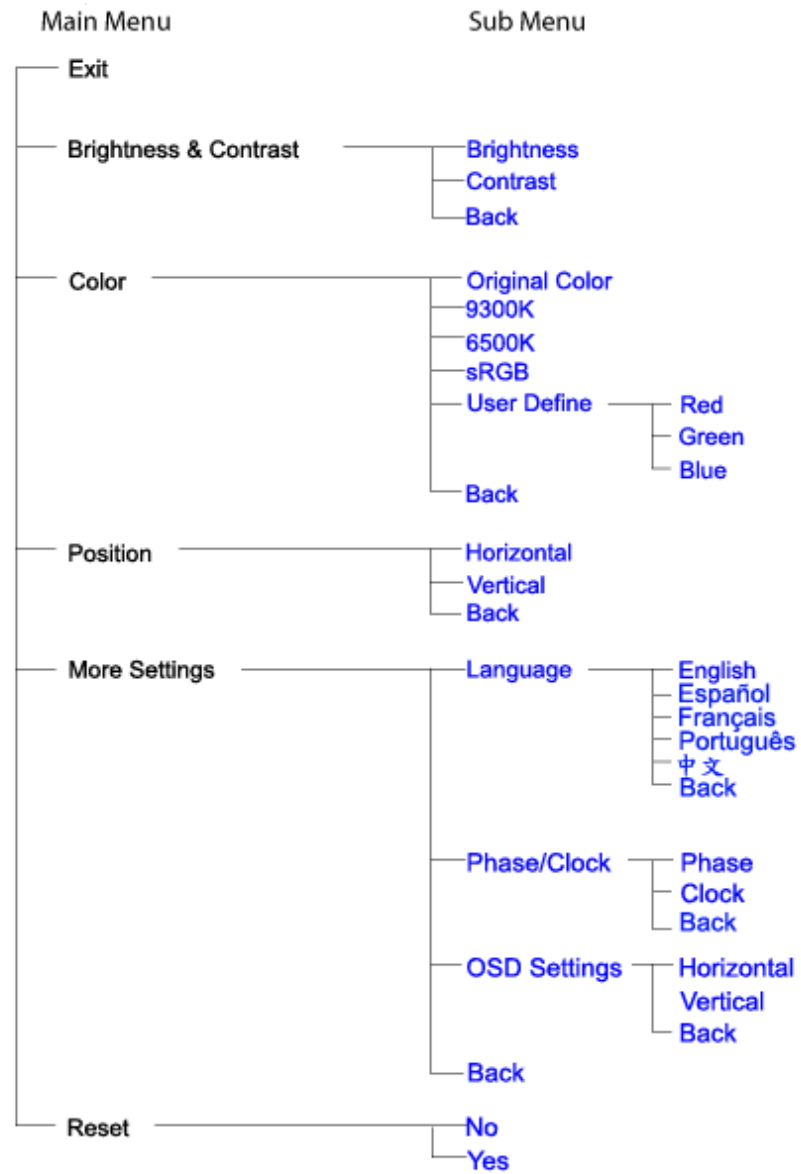 Main Menu Sub Menu
Exit
Brightness & Contrast Brightness
Contrast
Back
Color Original Color
9300K
6500K
sRGB
User Define Red
Green
Blue
Back
Position Horizontal
Vertical
Back
More Settings Language English
Español
Français
Português
中文
Back
Phase/Clock Phase
Clock
Back
OSD Settings Horizontal
Vertical
Back
Back
Reset No
Yes